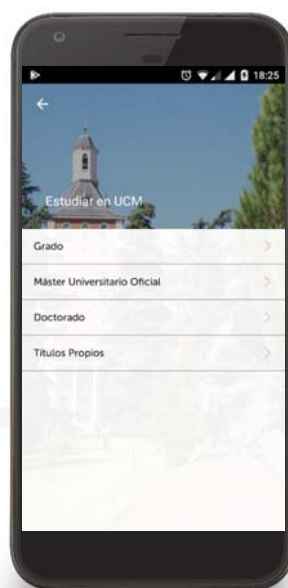 18:25
Estudiar en UCM
Grado
Máster Universitario Oficial
Doctorado
Títulos Propios